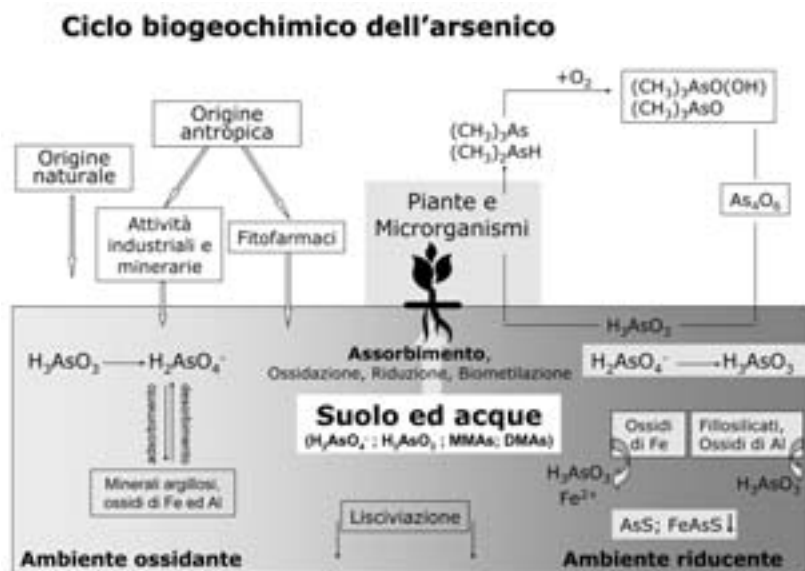 Ciclo biogeochimico dell'arsenico
Origine
antropica
Origine
naturale
Attività
industriali e
minerarie
Fitofarmaci
(CH₃)₃As
(CH₃)₂AsH
+O₂
(CH₃)₃AsO(OH)
(CH₃)₃AsO
As₄O₆
Piante e
Microrganismi
H₃AsO₃
H₃AsO₃ → H₂AsO₄⁻
adsorbimento
desorbimento
Minerali argillosi,
ossidi di Fe ed Al
Assorbimento,
Ossidazione, Riduzione, Biometilazione
Suolo ed acque
(H₂AsO₄⁻ ; H₃AsO₃ ; MMAs; DMAs)
H₂AsO₄⁻ → H₃AsO₃
Ossidi
di Fe
Fillosilicati,
Ossidi di Al
H₃AsO₃
Fe²⁺
H₃AsO₃
AsS; FeAsS↓
Lisciviazione
Ambiente ossidante
Ambiente riducente